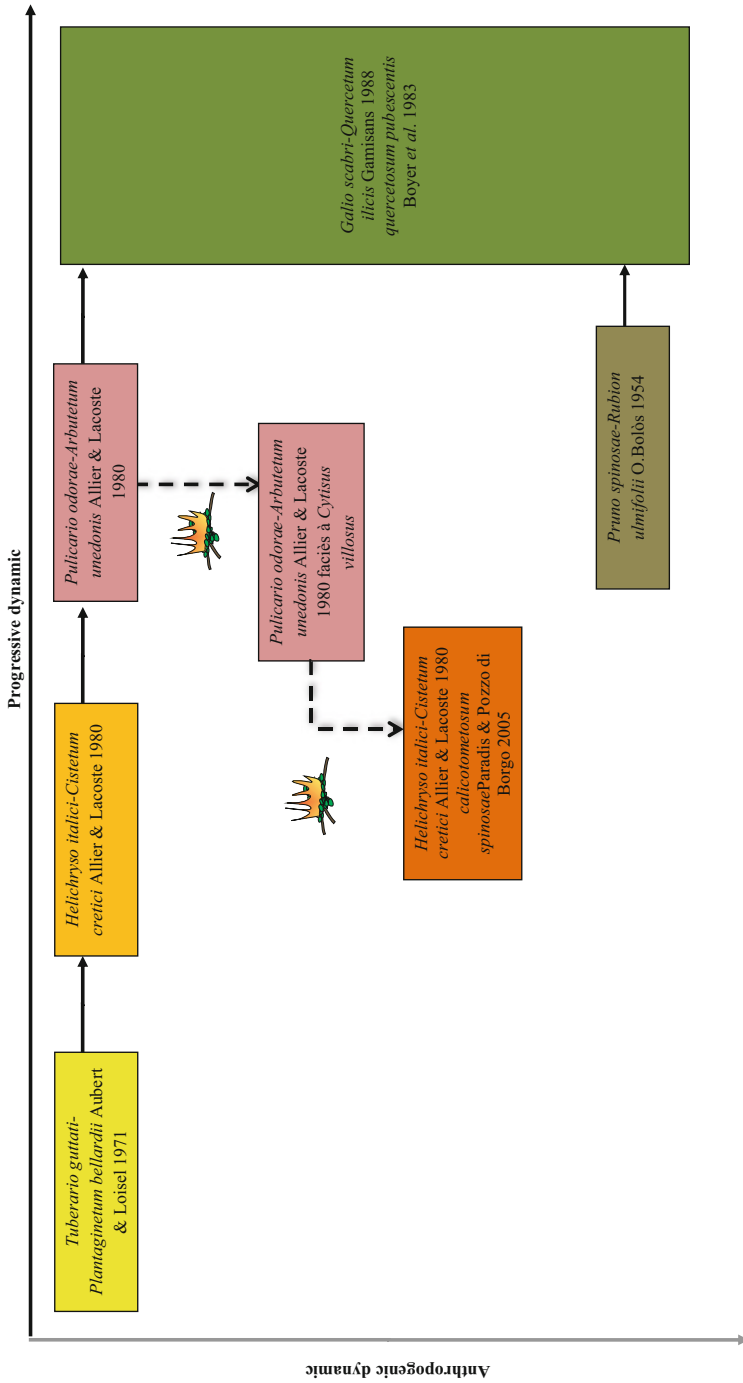 Progressive dynamic
Tuberario guttati-
Plantaginetum bellardii Aubert
& Loisel 1971
Helichryso italici-Cistetum
cretici Allier & Lacoste 1980
Pulicario odorae-Arbutetum
unedonis Allier & Lacoste
1980
Galio scabri-Quercetum
ilicis Gamisans 1988
quercetosum pubescentis
Boyer et al. 1983
Pulicario odorae-Arbutetum
unedonis Allier & Lacoste
1980 faciès à Cytisus
villosus
Helichryso italici-Cistetum
cretici Allier & Lacoste 1980
calicotometosum
spinosaeParadis & Pozzo di
Borgo 2005
Pruno spinosae-Rubion
ulmifolii O.Bolòs 1954
Anthropogenic dynamic